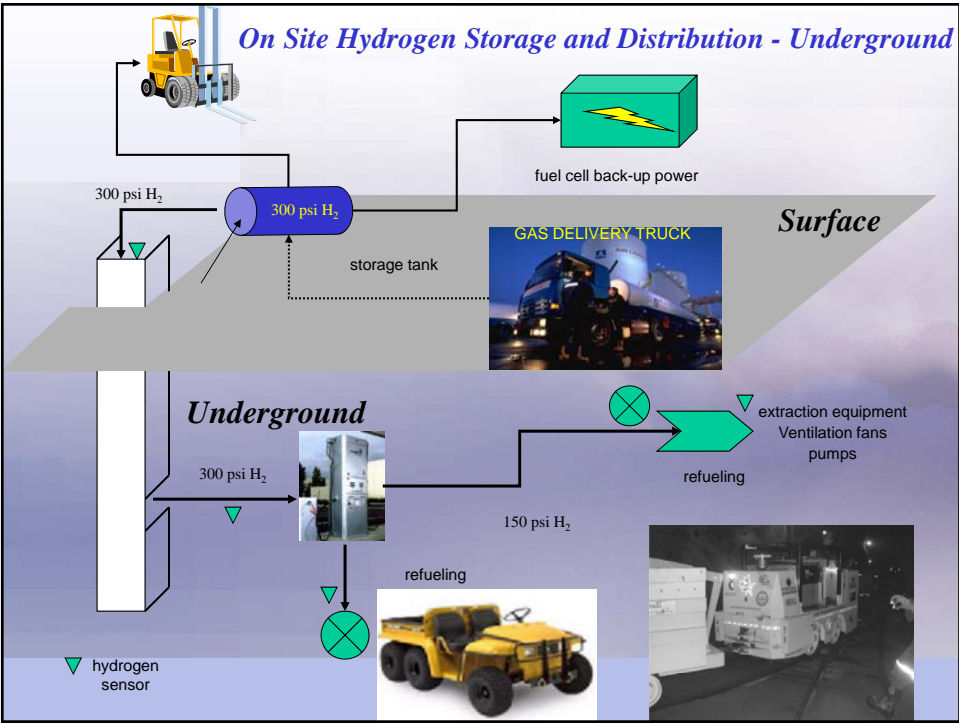 On Site Hydrogen Storage and Distribution - Underground
fuel cell back-up power
300 psi H₂
300 psi H₂
Surface
GAS DELIVERY TRUCK
storage tank
Underground
extraction equipment
Ventilation fans
pumps
300 psi H₂
refueling
150 psi H₂
refueling
hydrogen
sensor